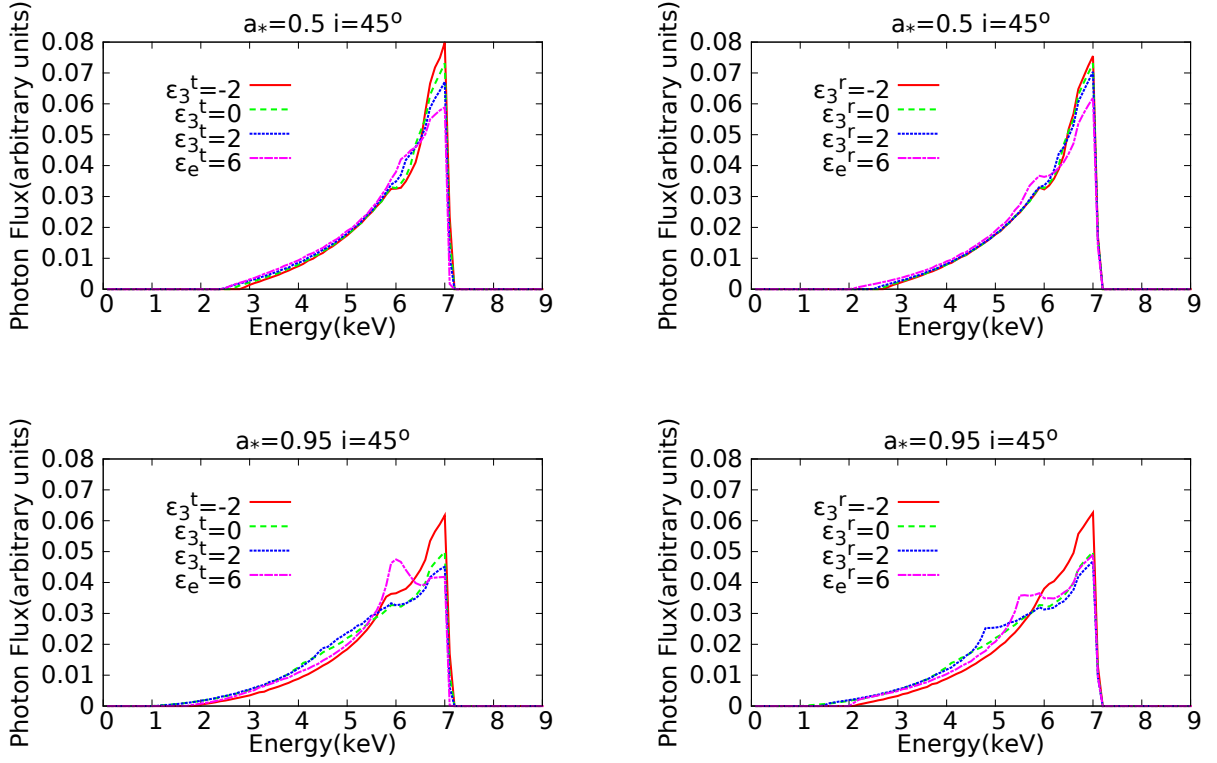 a*=0.5 i=45°
Photon Flux(arbitrary units)
0.08
0.07
0.06
0.05
0.04
0.03
0.02
0.01
0
ε₃ᵗ=-2
ε₃ᵗ=0
ε₃ᵗ=2
εₑᵗ=6
0 1 2 3 4 5 6 7 8 9
Energy(keV)
a*=0.5 i=45°
Photon Flux(arbitrary units)
0.08
0.07
0.06
0.05
0.04
0.03
0.02
0.01
0
ε₃ʳ=-2
ε₃ʳ=0
ε₃ʳ=2
εₑʳ=6
0 1 2 3 4 5 6 7 8 9
Energy(keV)
a*=0.95 i=45°
Photon Flux(arbitrary units)
0.08
0.07
0.06
0.05
0.04
0.03
0.02
0.01
0
ε₃ᵗ=-2
ε₃ᵗ=0
ε₃ᵗ=2
εₑᵗ=6
0 1 2 3 4 5 6 7 8 9
Energy(keV)
a*=0.95 i=45°
Photon Flux(arbitrary units)
0.08
0.07
0.06
0.05
0.04
0.03
0.02
0.01
0
ε₃ʳ=-2
ε₃ʳ=0
ε₃ʳ=2
εₑʳ=6
0 1 2 3 4 5 6 7 8 9
Energy(keV)